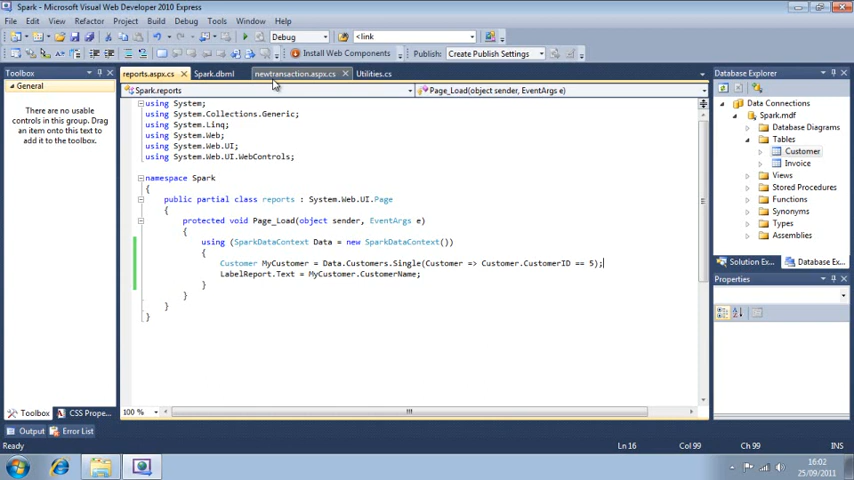 Spark - Microsoft Visual Web Developer 2010 Express
File Edit View Refactor Project Build Debug Tools Window Help
Debug <link
Install Web Components Publish: Create Publish Settings
Toolbox
General
There are no usable
controls in this group. Drag
an item onto this text to
add it to the toolbox.
Toolbox CSS Prope...
reports.aspx.cs Spark.dbml newtransaction.aspx.cs Utilities.cs
Spark.reports Page_Load(object sender, EventArgs e)
using System;
using System.Collections.Generic;
using System.Linq;
using System.Web;
using System.Web.UI;
using System.Web.UI.WebControls;
namespace Spark
{
public partial class reports : System.Web.UI.Page
{
protected void Page_Load(object sender, EventArgs e)
{
using (SparkDataContext Data = new SparkDataContext())
{
Customer MyCustomer = Data.Customers.Single(Customer => Customer.CustomerID == 5);
LabelReport.Text = MyCustomer.CustomerName;
}
}
}
}
100 %
Database Explorer
Data Connections
Spark.mdf
Database Diagrams
Tables
Customer
Invoice
Views
Stored Procedures
Functions
Synonyms
Types
Assemblies
Solution Ex... Database Ex...
Properties
Output Error List
Ready Ln 16 Col 99 Ch 99 INS
16:02
25/09/2011